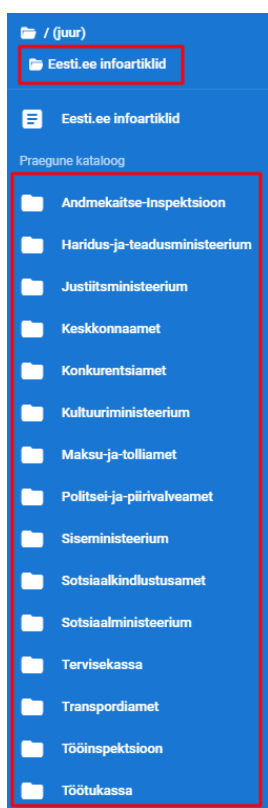 / (juur)
Eesti.ee infoartiklid
Eesti.ee infoartiklid
Praegune kataloog
Andmekaitse-Inspektsioon
Haridus-ja-teadusministeerium
Justiitsministeerium
Keskkonnaamet
Konkurentsiamet
Kultuuriministeerium
Maksu-ja-tolliamet
Politsei-ja-piirivalveamet
Siseministeerium
Sotsiaalkindlustusamet
Sotsiaalministeerium
Tervisekassa
Transpordiamet
Tööinspektsioon
Töötukassa